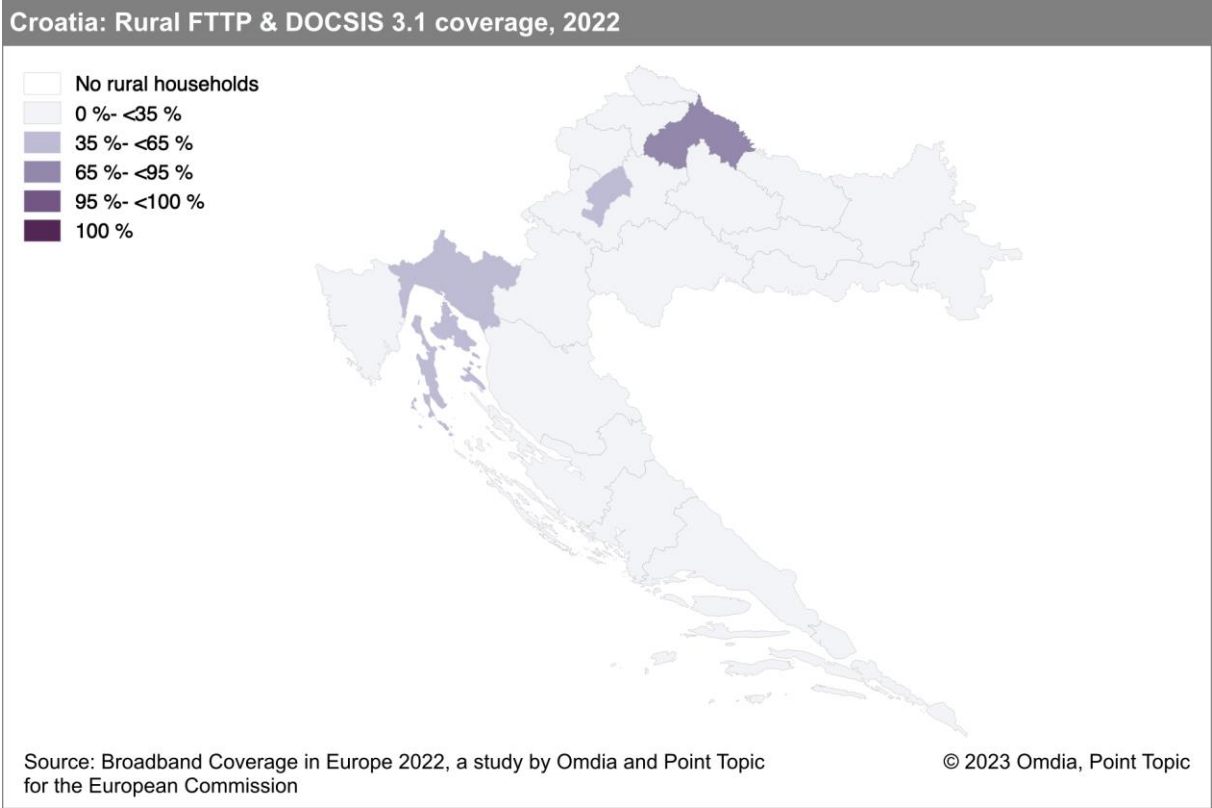 Croatia: Rural FTTP & DOCSIS 3.1 coverage, 2022
No rural households
0 %- <35 %
35 %- <65 %
65 %- <95 %
95 %- <100 %
100 %
Source: Broadband Coverage in Europe 2022, a study by Omdia and Point Topic
for the European Commission
© 2023 Omdia, Point Topic